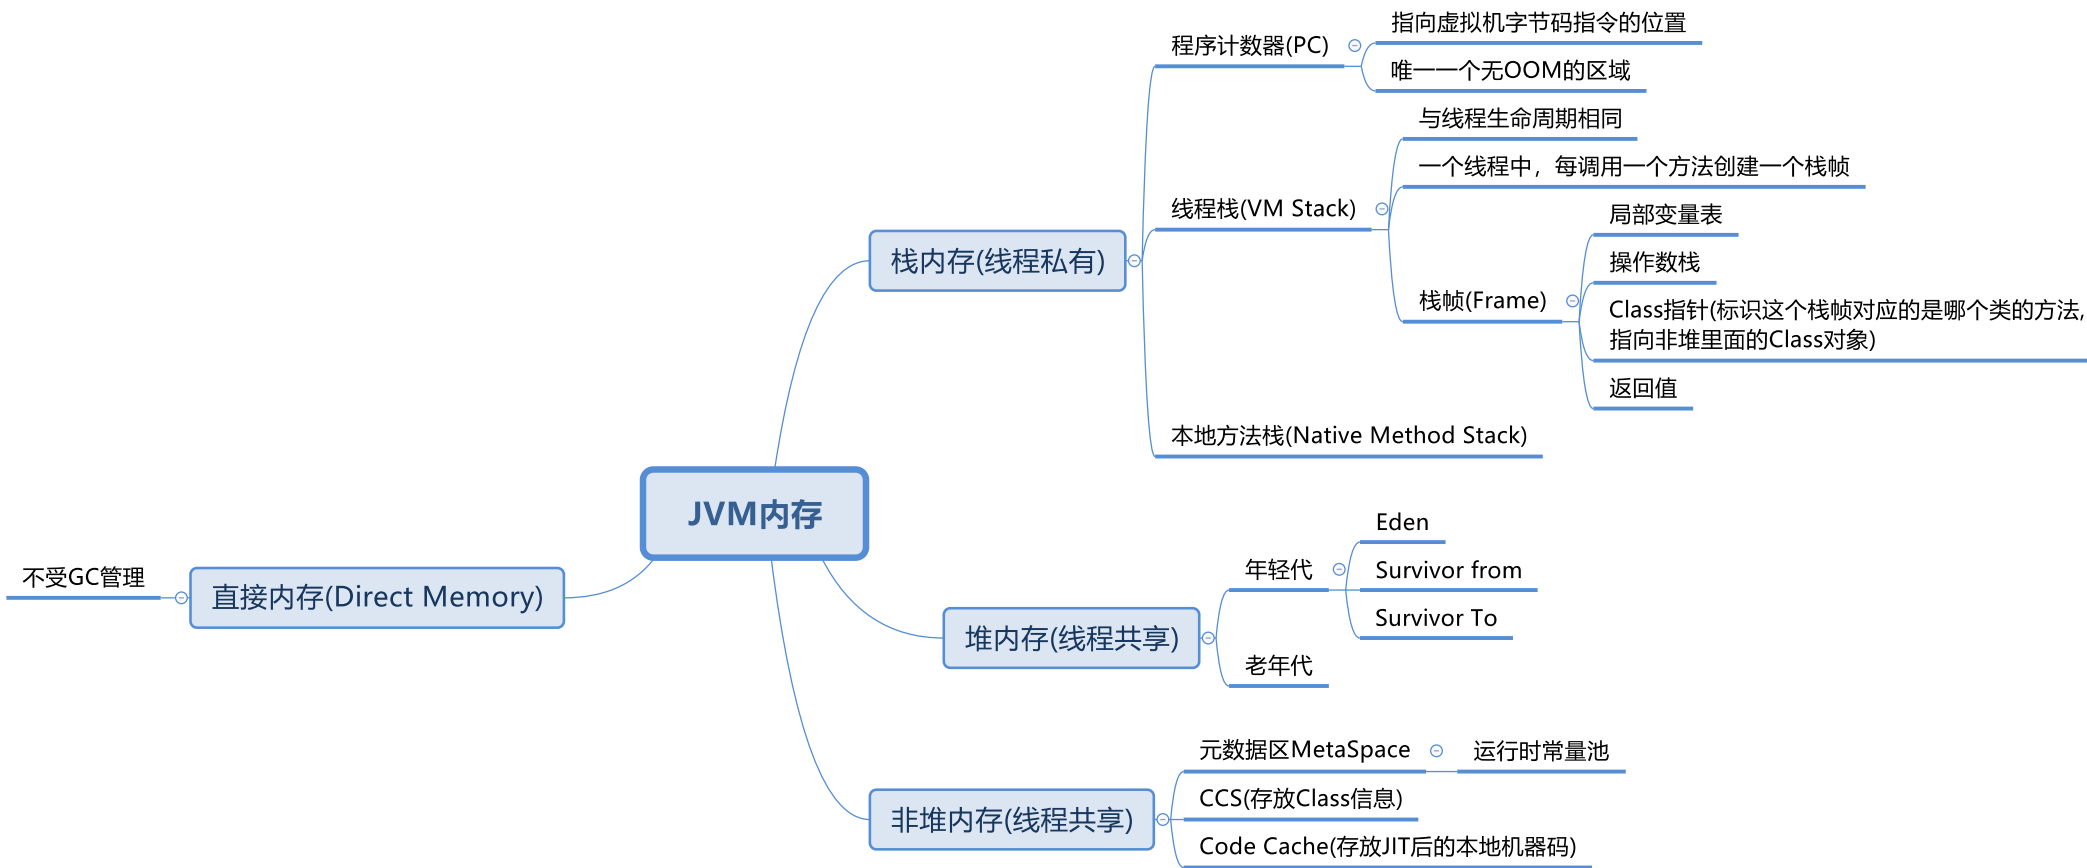 JVM内存
栈内存(线程私有)
程序计数器(PC)
指向虚拟机字节码指令的位置
唯一一个无OOM的区域
线程栈(VM Stack)
与线程生命周期相同
一个线程中，每调用一个方法创建一个栈帧
栈帧(Frame)
局部变量表
操作数栈
Class指针(标识这个栈帧对应的是哪个类的方法,
指向非堆里面的Class对象)
返回值
本地方法栈(Native Method Stack)
堆内存(线程共享)
年轻代
Eden
Survivor from
Survivor To
老年代
非堆内存(线程共享)
元数据区MetaSpace
运行时常量池
CCS(存放Class信息)
Code Cache(存放JIT后的本地机器码)
直接内存(Direct Memory)
不受GC管理